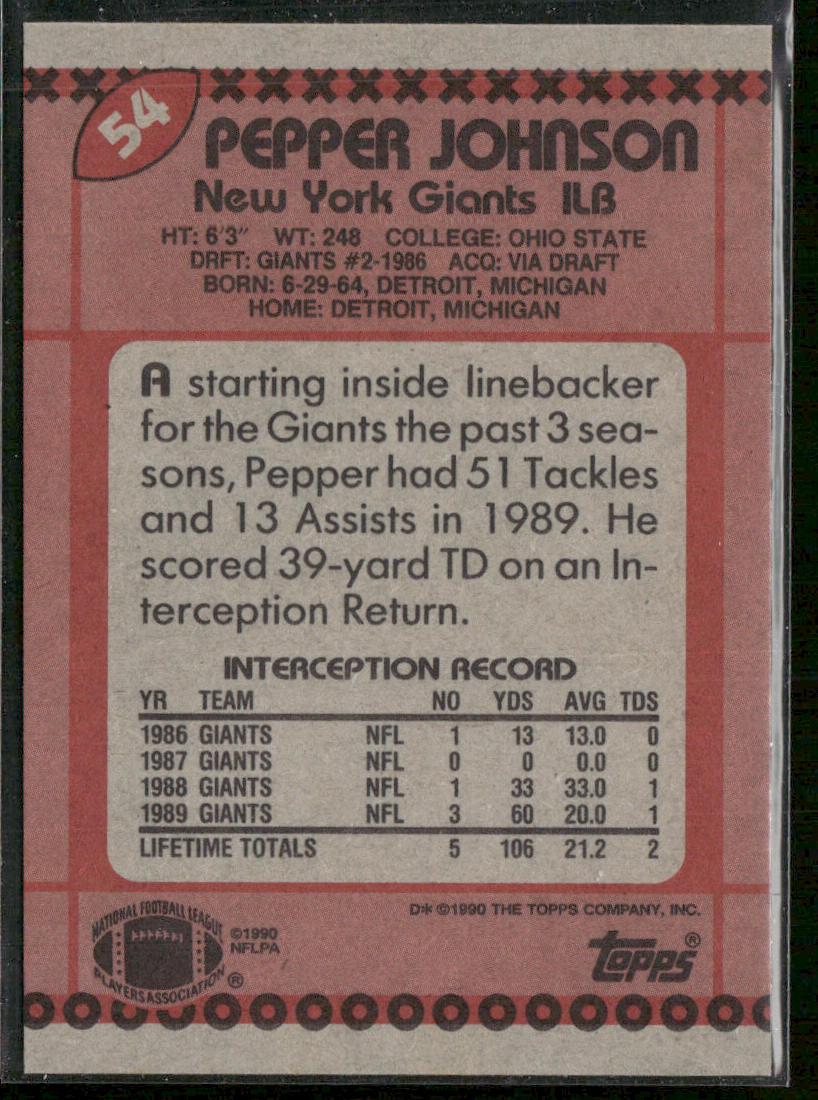 54
PEPPER JOHNSON
New York Giants ILB
HT: 6'3" WT: 248 COLLEGE: OHIO STATE
DRFT: GIANTS #2-1986 ACQ: VIA DRAFT
BORN: 6-29-64, DETROIT, MICHIGAN
HOME: DETROIT, MICHIGAN
A starting inside linebacker
for the Giants the past 3 sea-
sons, Pepper had 51 Tackles
and 13 Assists in 1989. He
scored 39-yard TD on an In-
terception Return.
INTERCEPTION RECORD
YR TEAM NO YDS AVG TDS
1986 GIANTS NFL 1 13 13.0 0
1987 GIANTS NFL 0 0 0.0 0
1988 GIANTS NFL 1 33 33.0 1
1989 GIANTS NFL 3 60 20.0 1
LIFETIME TOTALS 5 106 21.2 2
D* ©1990 THE TOPPS COMPANY, INC.
NATIONAL FOOTBALL LEAGUE
PLAYERS ASSOCIATION ®
©1990
NFLPA
Topps®